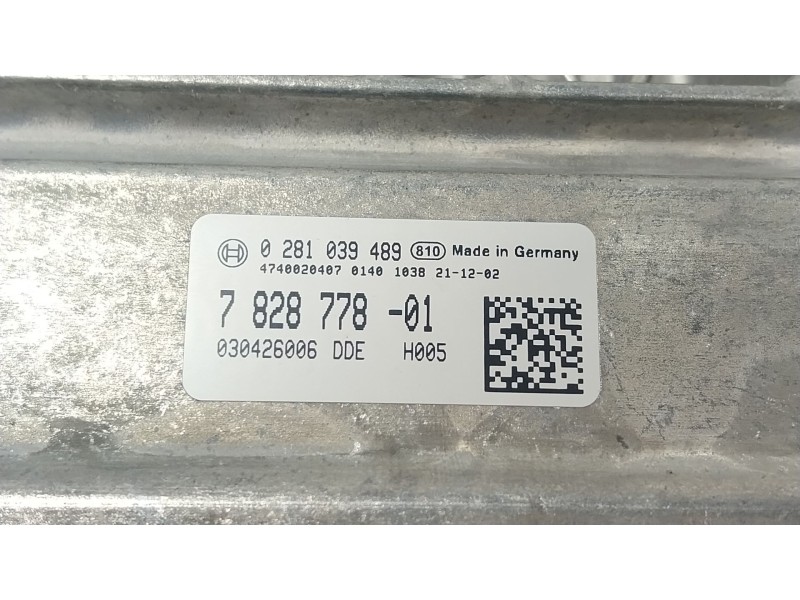 0 281 039 489 810 Made in Germany
4740020407 0140 1038 21-12-02
7 828 778 -01
030426006 DDE H005